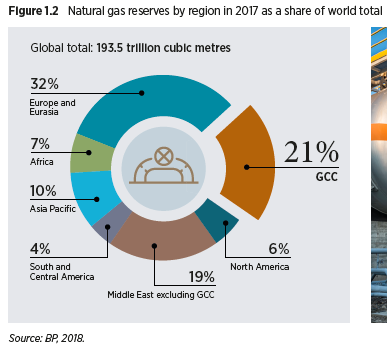 Figure 1.2 Natural gas reserves by region in 2017 as a share of world total
Global total: 193.5 trillion cubic metres
32%
Europe and
Eurasia
7%
Africa
10%
Asia Pacific
4%
South and
Central America
19%
Middle East excluding GCC
6%
North America
21%
GCC
Source: BP, 2018.